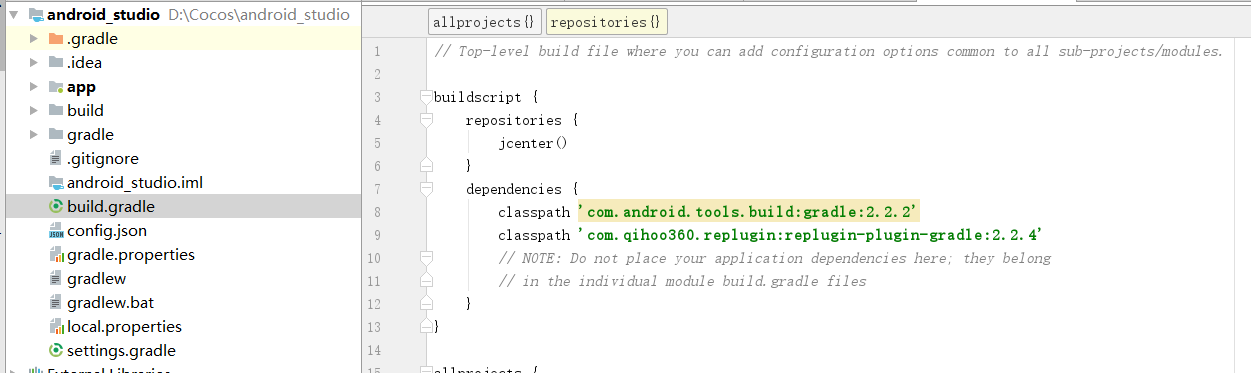 android_studio D:\Cocos\android_studio
.gradle
.idea
app
build
gradle
.gitignore
android_studio.iml
build.gradle
config.json
gradle.properties
gradlew
gradlew.bat
local.properties
settings.gradle
External Libraries
allprojects{} repositories{}
1 // Top-level build file where you can add configuration options common to all sub-projects/modules.
2
3 buildscript {
4 repositories {
5 jcenter()
6 }
7 dependencies {
8 classpath 'com.android.tools.build:gradle:2.2.2'
9 classpath 'com.qihoo360.replugin:replugin-plugin-gradle:2.2.4'
10 // NOTE: Do not place your application dependencies here; they belong
11 // in the individual module build.gradle files
12 }
13 }
14
15 allprojects {